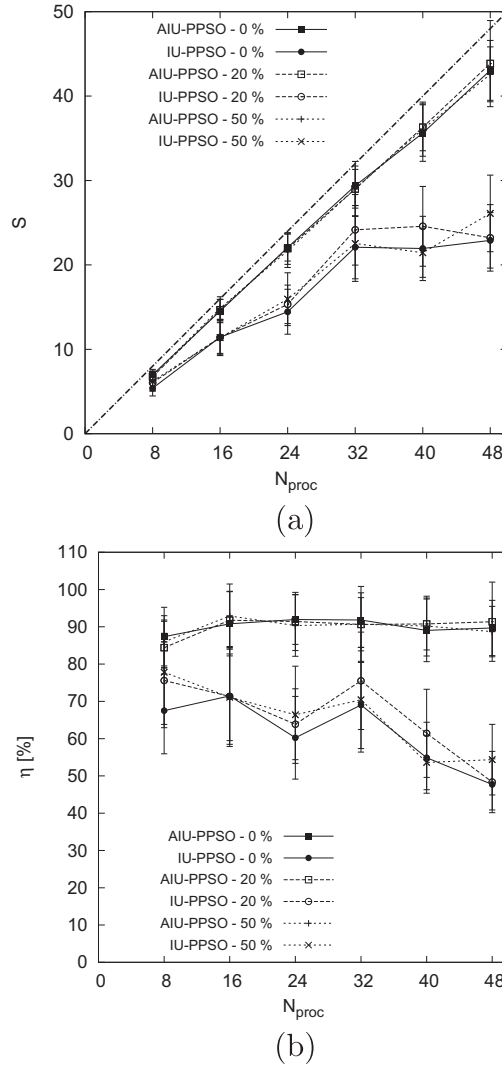 AIU-PPSO - 0 %
IU-PPSO - 0 %
AIU-PPSO - 20 %
IU-PPSO - 20 %
AIU-PPSO - 50 %
IU-PPSO - 50 %
50
40
30
20
10
0
S
0 8 16 24 32 40 48
Nproc
(a)
110
100
90
80
70
60
50
40
30
20
10
0
η [%]
AIU-PPSO - 0 %
IU-PPSO - 0 %
AIU-PPSO - 20 %
IU-PPSO - 20 %
AIU-PPSO - 50 %
IU-PPSO - 50 %
0 8 16 24 32 40 48
Nproc
(b)